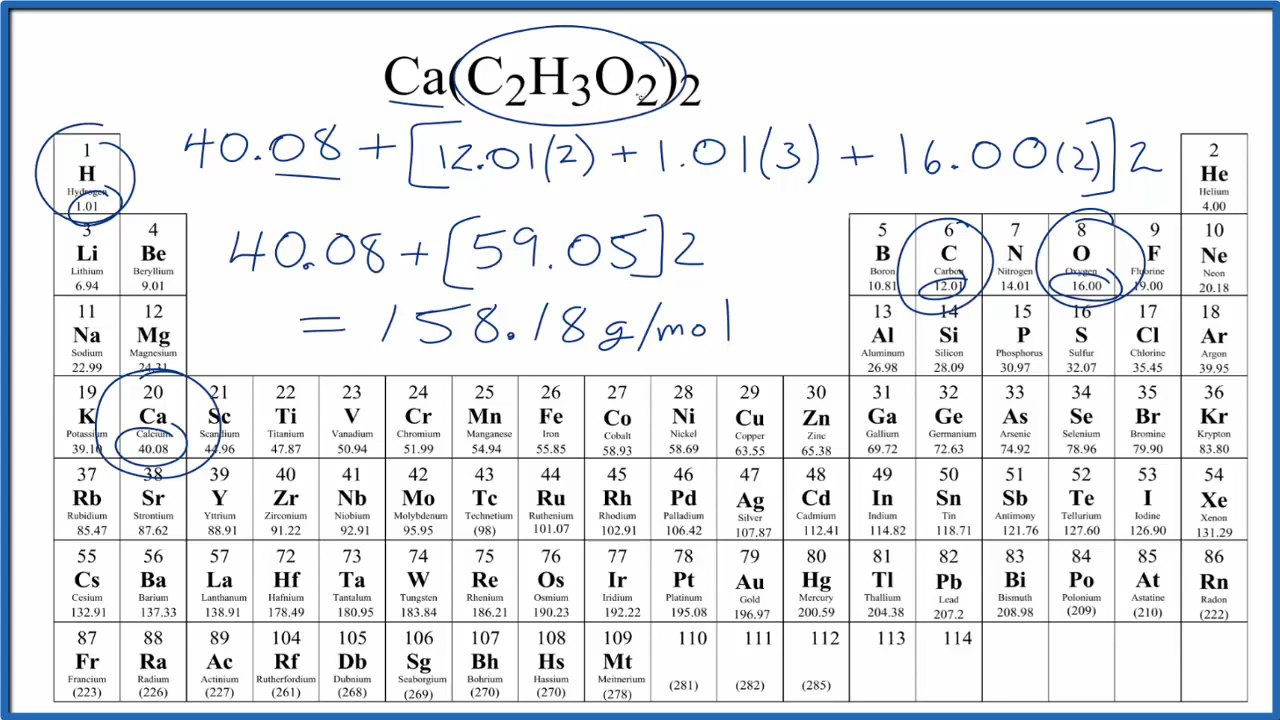 Ca(C2H3O2)2
40.08 + [12.01(2) + 1.01(3) + 16.00(2)]2
40.08 + [59.05]2
= 158.18 g/mol
1 2
H He
Hydrogen Helium
1.01 4.00
3 4 5 6 7 8 9 10
Li Be B C N O F Ne
Lithium Beryllium Boron Carbon Nitrogen Oxygen Fluorine Neon
6.94 9.01 10.81 12.01 14.01 16.00 19.00 20.18
11 12 13 14 15 16 17 18
Na Mg Al Si P S Cl Ar
Sodium Magnesium Aluminum Silicon Phosphorus Sulfur Chlorine Argon
22.99 24.31 26.98 28.09 30.97 32.07 35.45 39.95
19 20 21 22 23 24 25 26 27 28 29 30 31 32 33 34 35 36
K Ca Sc Ti V Cr Mn Fe Co Ni Cu Zn Ga Ge As Se Br Kr
Potassium Calcium Scandium Titanium Vanadium Chromium Manganese Iron Cobalt Nickel Copper Zinc Gallium Germanium Arsenic Selenium Bromine Krypton
39.10 40.08 44.96 47.87 50.94 51.99 54.94 55.85 58.93 58.69 63.55 65.38 69.72 72.63 74.92 78.96 79.90 83.80
37 38 39 40 41 42 43 44 45 46 47 48 49 50 51 52 53 54
Rb Sr Y Zr Nb Mo Tc Ru Rh Pd Ag Cd In Sn Sb Te I Xe
Rubidium Strontium Yttrium Zirconium Niobium Molybdenum Technetium Ruthenium Rhodium Palladium Silver Cadmium Indium Tin Antimony Tellurium Iodine Xenon
85.47 87.62 88.91 91.22 92.91 95.95 (98) 101.07 102.91 106.42 107.87 112.41 114.82 118.71 121.76 127.60 126.90 131.29
55 56 57 72 73 74 75 76 77 78 79 80 81 82 83 84 85 86
Cs Ba La Hf Ta W Re Os Ir Pt Au Hg Tl Pb Bi Po At Rn
Cesium Barium Lanthanum Hafnium Tantalum Tungsten Rhenium Osmium Iridium Platinum Gold Mercury Thallium Lead Bismuth Polonium Astatine Radon
132.91 137.33 138.91 178.49 180.95 183.84 186.21 190.23 192.22 195.08 196.97 200.59 204.38 207.2 208.98 (209) (210) (222)
87 88 89 104 105 106 107 108 109 110 111 112 113 114
Fr Ra Ac Rf Db Sg Bh Hs Mt
Francium Radium Actinium Rutherfordium Dubnium Seaborgium Bohrium Hassium Meitnerium
(223) (226) (227) (261) (268) (269) (270) (270) (278) (281) (282) (285)